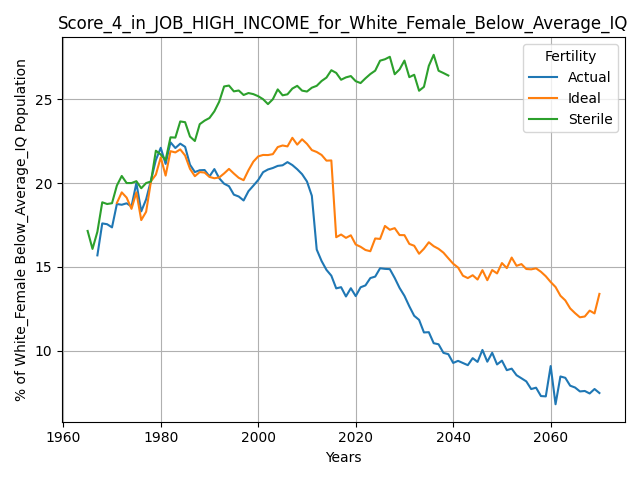 Score_4_in_JOB_HIGH_INCOME_for_White_Female_Below_Average_IQ
% of White_Female Below_Average_IQ Population
25
20
15
10
Fertility
Actual
Ideal
Sterile
1960
1980
2000
2020
2040
2060
Years